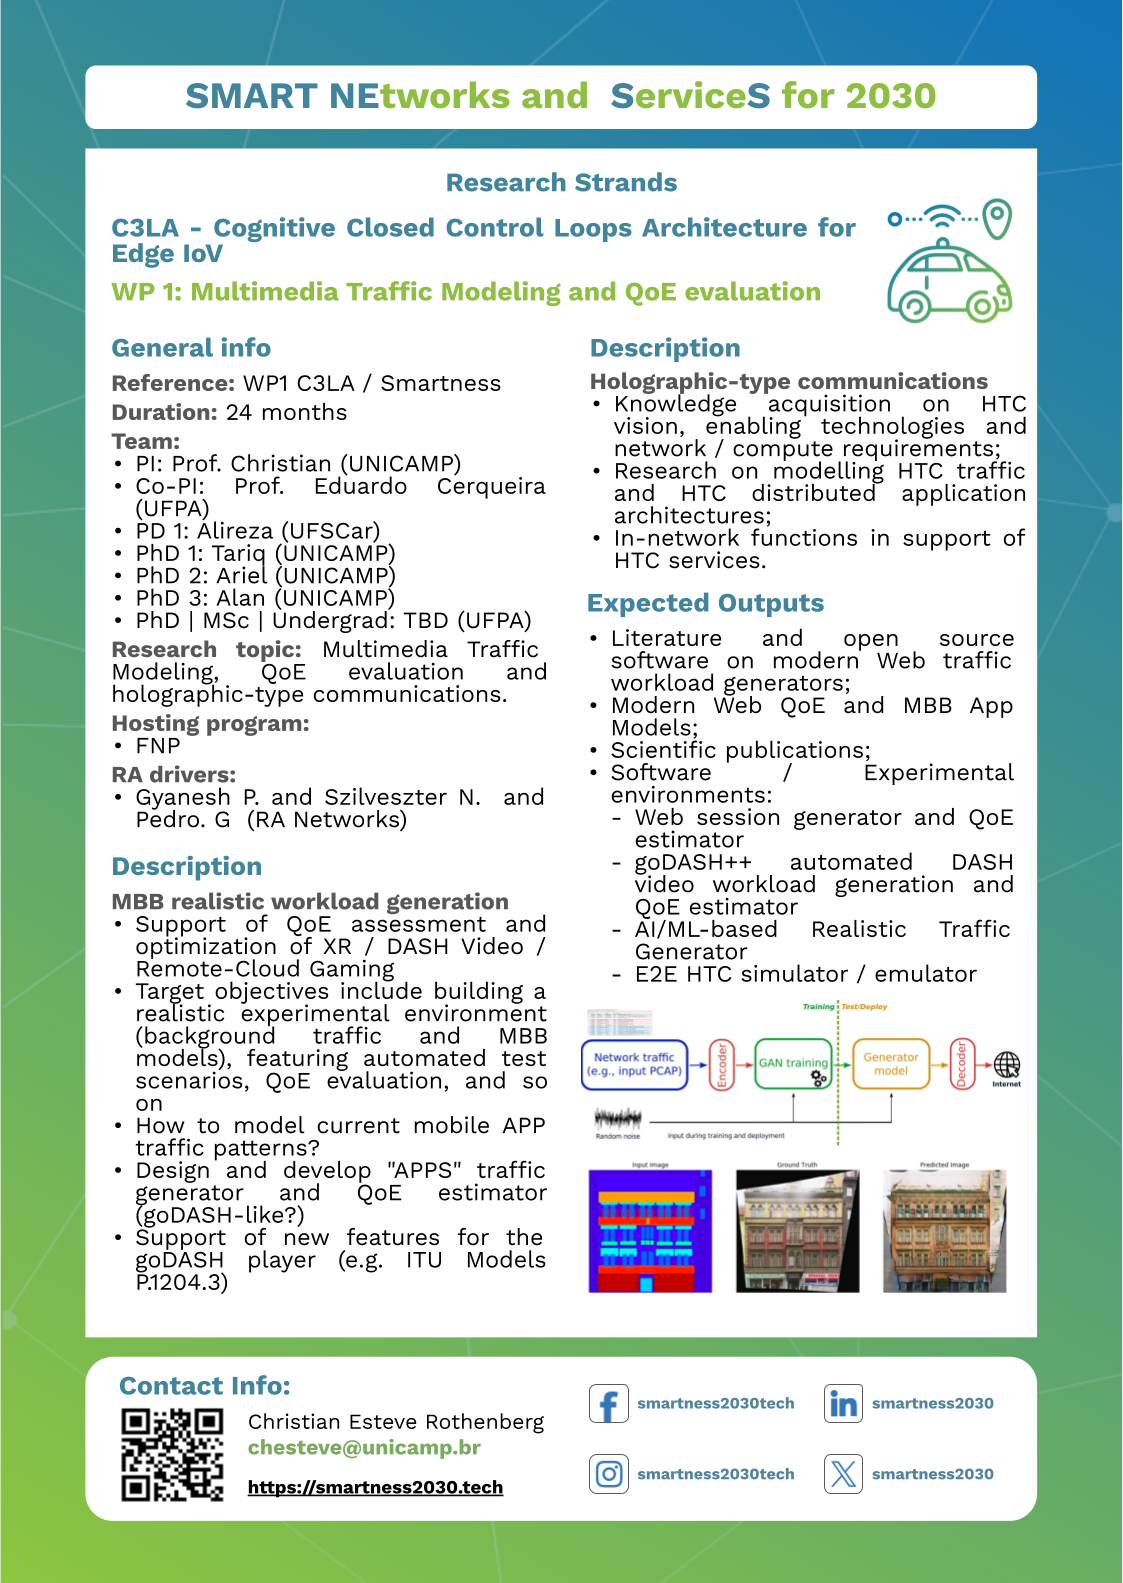 SMART NEtworks and ServiceS for 2030
Research Strands
C3LA - Cognitive Closed Control Loops Architecture for
Edge IoV
WP 1: Multimedia Traffic Modeling and QoE evaluation
General info
Reference: WP1 C3LA / Smartness
Duration: 24 months
Team:
• PI: Prof. Christian (UNICAMP)
• Co-PI: Prof. Eduardo Cerqueira
(UFPA)
• PD 1: Alireza (UFSCar)
• PhD 1: Tariq (UNICAMP)
• PhD 2: Ariel (UNICAMP)
• PhD 3: Alan (UNICAMP)
• PhD | MSc | Undergrad: TBD (UFPA)
Research topic: Multimedia Traffic
Modeling, QoE evaluation and
holographic-type communications.
Hosting program:
• FNP
RA drivers:
• Gyanesh P. and Szilveszter N. and
Pedro. G (RA Networks)
Description
MBB realistic workload generation
• Support of QoE assessment and
optimization of XR / DASH Video /
Remote-Cloud Gaming
• Target objectives include building a
realistic experimental environment
(background traffic and MBB
models), featuring automated test
scenarios, QoE evaluation, and so
on
• How to model current mobile APP
traffic patterns?
• Design and develop "APPS" traffic
generator and QoE estimator
(goDASH-like?)
• Support of new features for the
goDASH player (e.g. ITU Models
P.1204.3)
Description
Holographic-type communications
• Knowledge acquisition on HTC
vision, enabling technologies and
network / compute requirements;
• Research on modelling HTC traffic
and HTC distributed application
architectures;
• In-network functions in support of
HTC services.
Expected Outputs
• Literature and open source
software on modern Web traffic
workload generators;
• Modern Web QoE and MBB App
Models;
• Scientific publications;
• Software / Experimental
environments:
- Web session generator and QoE
estimator
- goDASH++ automated DASH
video workload generation and
QoE estimator
- AI/ML-based Realistic Traffic
Generator
- E2E HTC simulator / emulator
Training Test/Deploy
Network traffic
(e.g., input PCAP)
Encoder
GAN training
Generator
model
Decoder
Internet
Random noise
input during training and deployment
Input Image
Ground Truth
Predicted Image
Contact Info:
Christian Esteve Rothenberg
chesteve@unicamp.br
https://smartness2030.tech
smartness2030tech
smartness2030
smartness2030tech
smartness2030